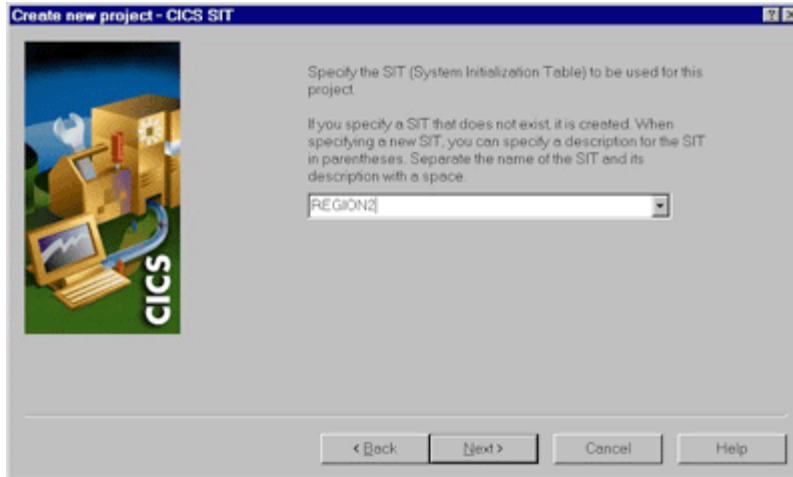 Create new project - CICS SIT
Specify the SIT (System Initialization Table) to be used for this
project.
If you specify a SIT that does not exist, it is created. When
specifying a new SIT, you can specify a description for the SIT
in parentheses. Separate the name of the SIT and its
description with a space.
REGION2
CICS
< Back Next > Cancel Help